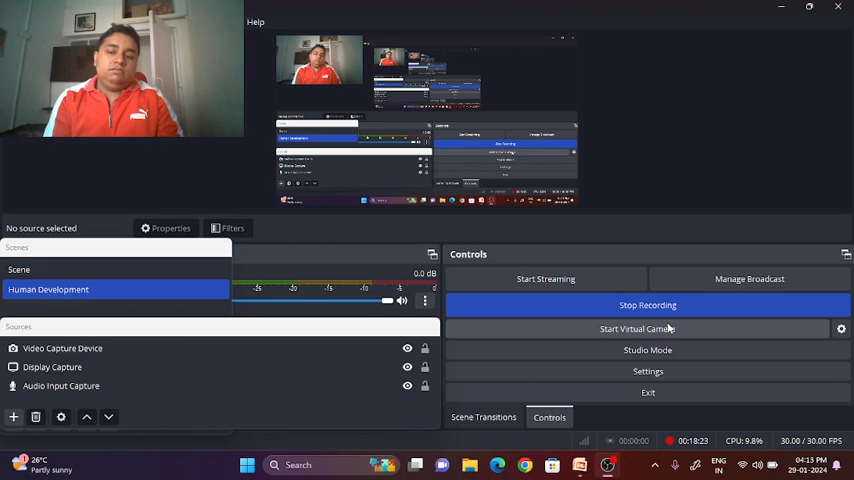 Help
PUMA
No source selected
Properties
Filters
Scenes
Scene
Human Development
0.0 dB
-25 -20 -15 -10 -5 0
Sources
Video Capture Device
Display Capture
Audio Input Capture
Controls
Start Streaming
Manage Broadcast
Stop Recording
Start Virtual Camera
Studio Mode
Settings
Exit
Scene Transitions
Controls
00:00:00
00:18:23
CPU: 9.8%
30.00 / 30.00 FPS
1
26°C
Partly sunny
Search
ENG
IN
04:13 PM
29-01-2024